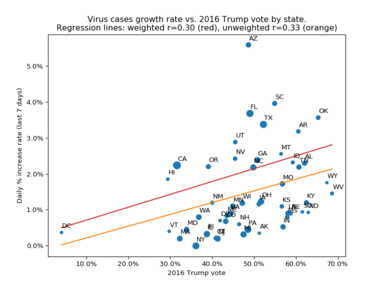 Virus cases growth rate vs. 2016 Trump vote by state.
Regression lines: weighted r=0.30 (red), unweighted r=0.33 (orange)
AZ
SC
FL
OK
TX
AR
UT
MT
NV
GA
AL
CA
OR
NC
MO
HI
WY
WV
NM
WI
OH
KS
KY
WA
DC
VT
MD
NH
PA
IN
AK
MA
NY
5.0%
4.0%
3.0%
2.0%
1.0%
0.0%
Daily % increase rate (last 7 days)
10.0%
20.0%
30.0%
40.0%
50.0%
60.0%
70.0%
2016 Trump vote